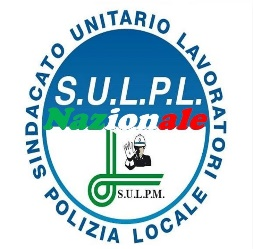 SINDACATO UNITARIO LAVORATORI
POLIZIA LOCALE
S.U.L.P.L.
Nazionale
S.U.L.P.M.